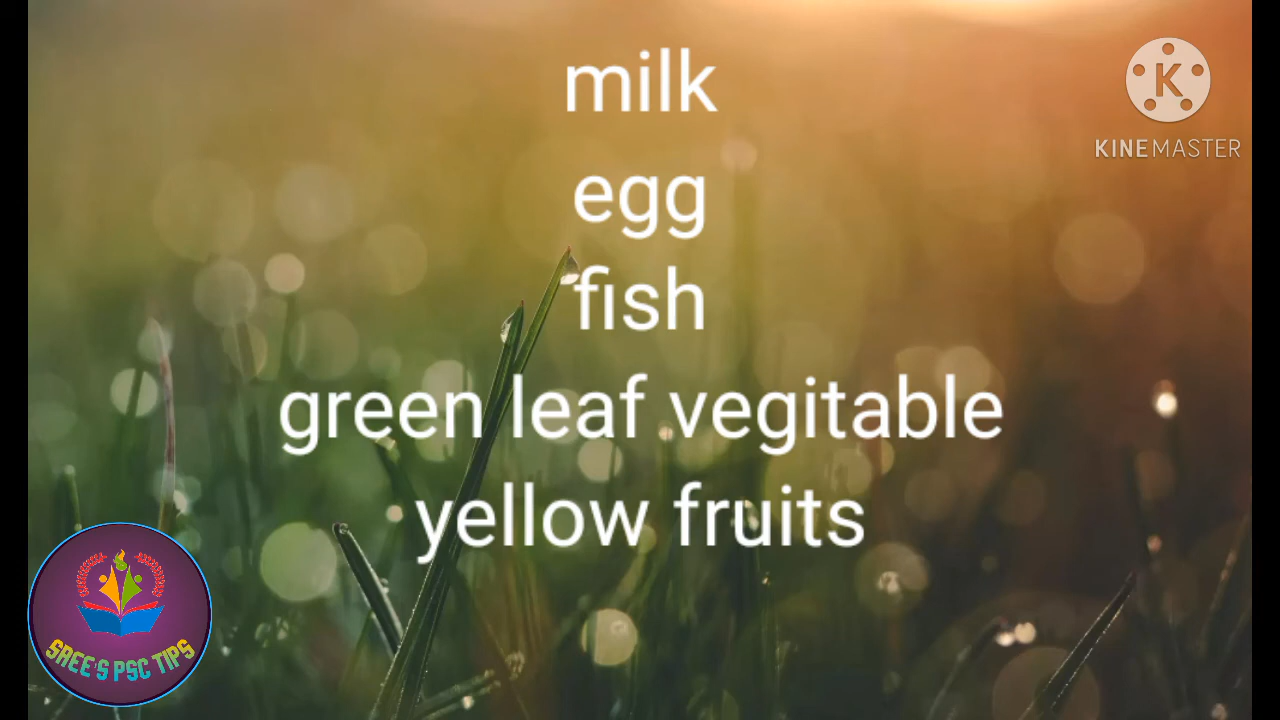 milk
K
KINEMASTER
egg
fish
green leaf vegitable
yellow fruits
SREE'S PSC TIPS